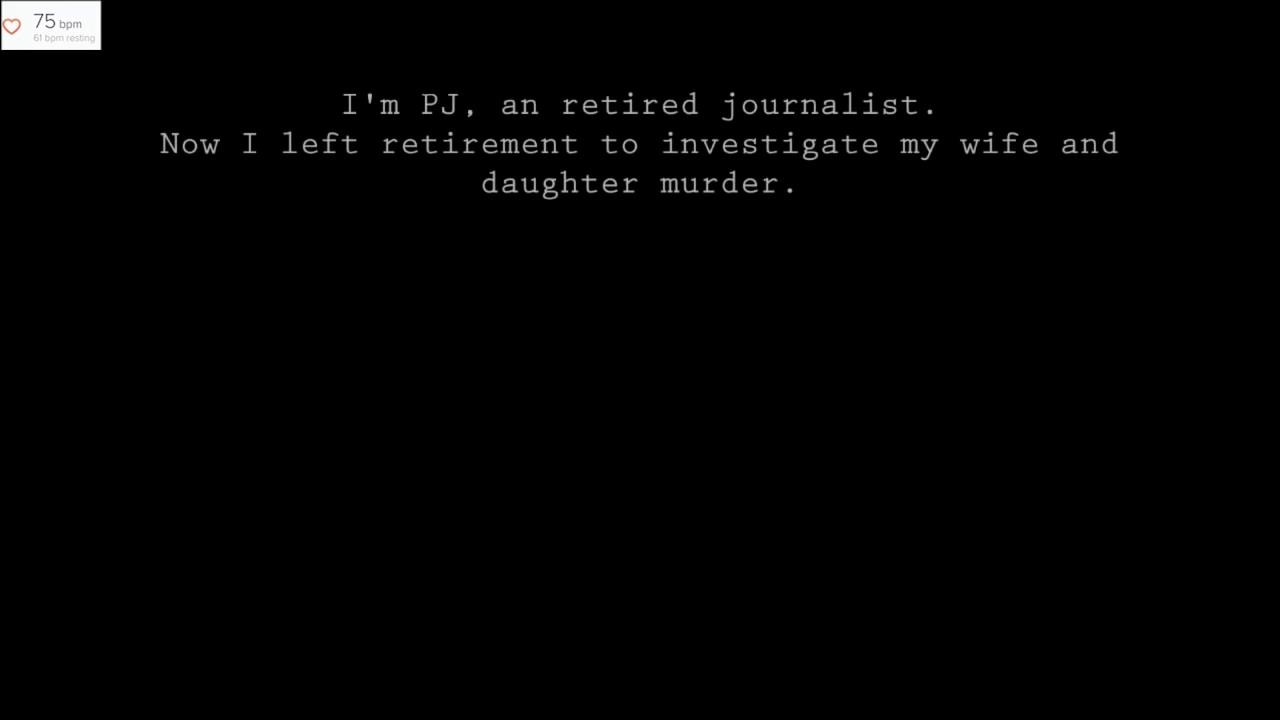 75 bpm
61 bpm resting
I'm PJ, an retired journalist.
Now I left retirement to investigate my wife and
daughter murder.